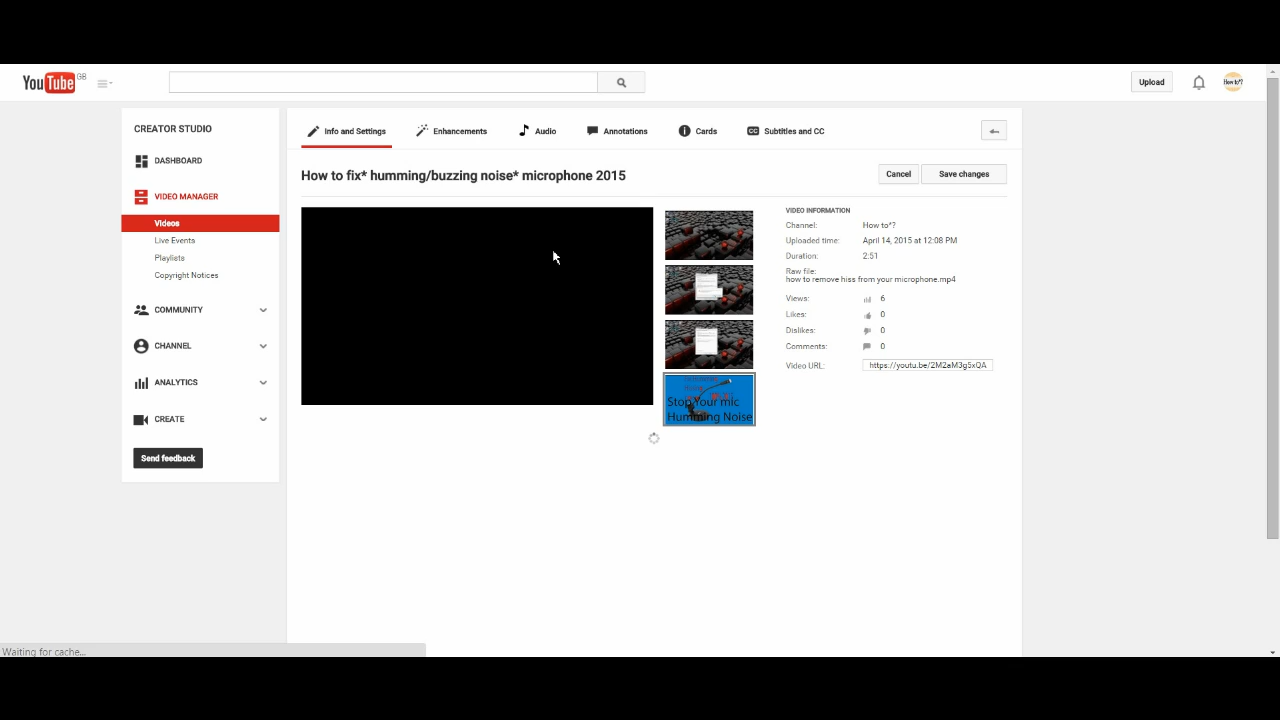 YouTube GB
Upload
How to*?
CREATOR STUDIO
DASHBOARD
VIDEO MANAGER
Videos
Live Events
Playlists
Copyright Notices
COMMUNITY
CHANNEL
ANALYTICS
CREATE
Send feedback
Info and Settings
Enhancements
Audio
Annotations
Cards
CC Subtitles and CC
How to fix* humming/buzzing noise* microphone 2015
Cancel
Save changes
Stop Your mic
Humming Noise
VIDEO INFORMATION
Channel: How to*?
Uploaded time: April 14, 2015 at 12:08 PM
Duration: 2:51
Raw file:
how to remove hiss from your microphone.mp4
Views: 6
Likes: 0
Dislikes: 0
Comments: 0
Video URL: https://youtu.be/2M2aM3g5xQA
Waiting for cache...